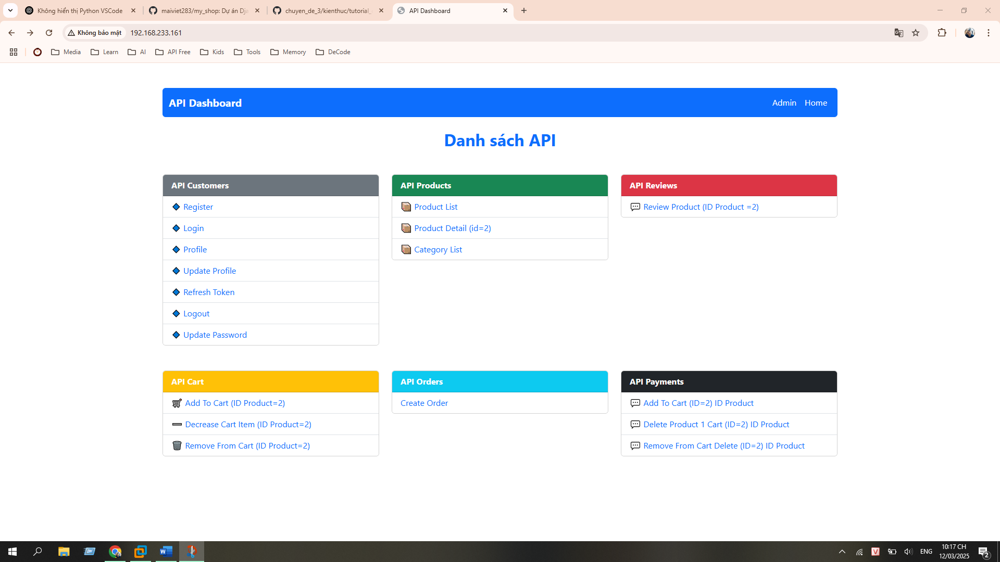 Không hiển thị Python VSCode
maiviet283/my_shop: Dự án Dja
chuyen_de_3/kienthuc/tutorial_
API Dashboard
Không bảo mật
192.168.233.161
Media
Learn
AI
API Free
Kids
Tools
Memory
DeCode
API Dashboard
Admin
Home
Danh sách API
API Customers
Register
Login
Profile
Update Profile
Refresh Token
Logout
Update Password
API Products
Product List
Product Detail (id=2)
Category List
API Reviews
Review Product (ID Product =2)
API Cart
Add To Cart (ID Product=2)
Decrease Cart Item (ID Product=2)
Remove From Cart (ID Product=2)
API Orders
Create Order
API Payments
Add To Cart (ID=2) ID Product
Delete Product 1 Cart (ID=2) ID Product
Remove From Cart Delete (ID=2) ID Product
V
ENG
10:17 CH
12/03/2025
2